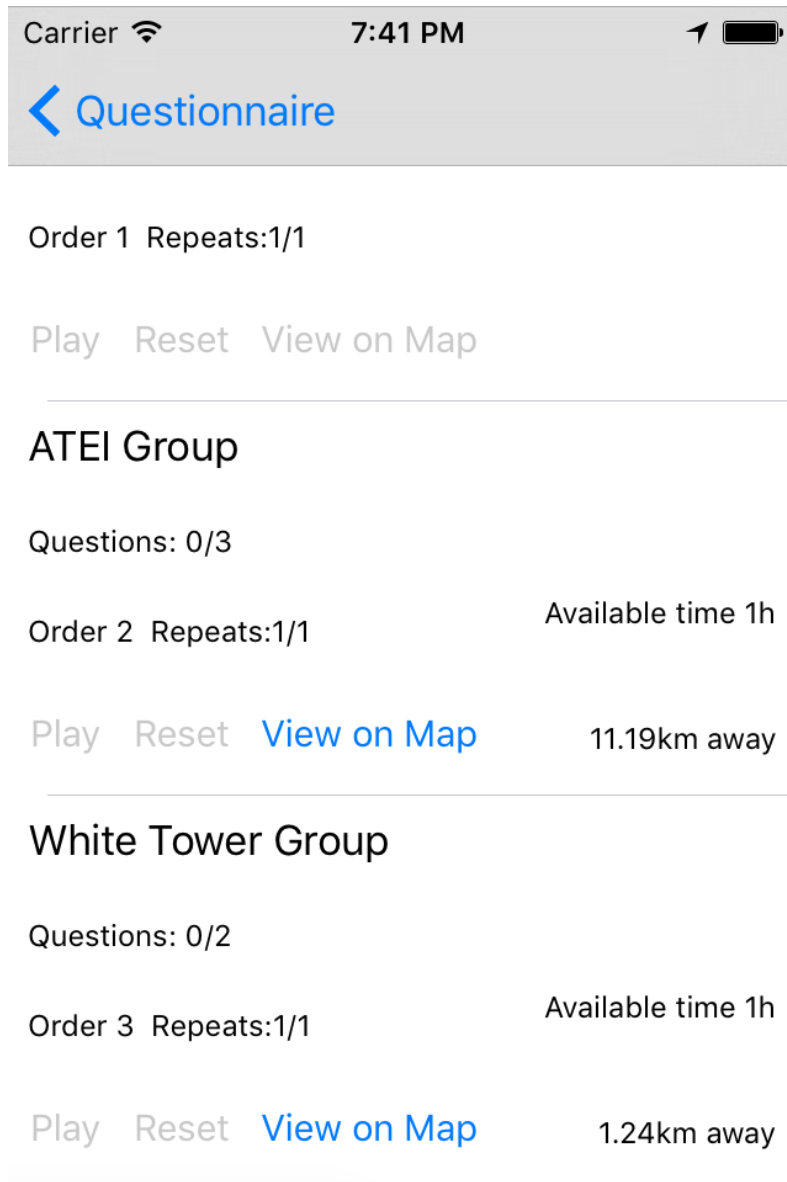 Carrier 7:41 PM
Questionnaire
Order 1 Repeats:1/1
Play Reset View on Map
ATEI Group
Questions: 0/3
Available time 1h
Order 2 Repeats:1/1
Play Reset View on Map 11.19km away
White Tower Group
Questions: 0/2
Available time 1h
Order 3 Repeats:1/1
Play Reset View on Map 1.24km away